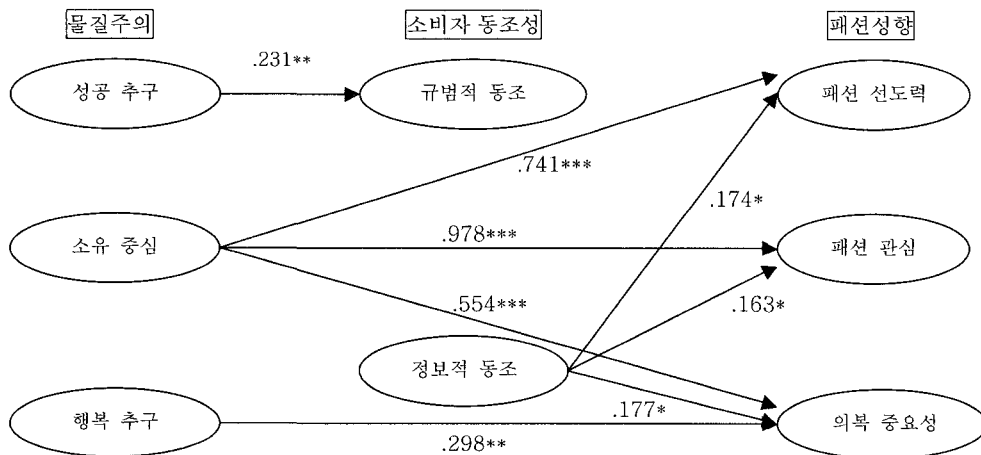 물질주의 소비자 동조성 패션성향
.231**
성공 추구 규범적 동조 패션 선도력
.741***
.174*
소유 중심 .978*** 패션 관심
.554*** .163*
정보적 동조
.177*
행복 추구 의복 중요성
.298**